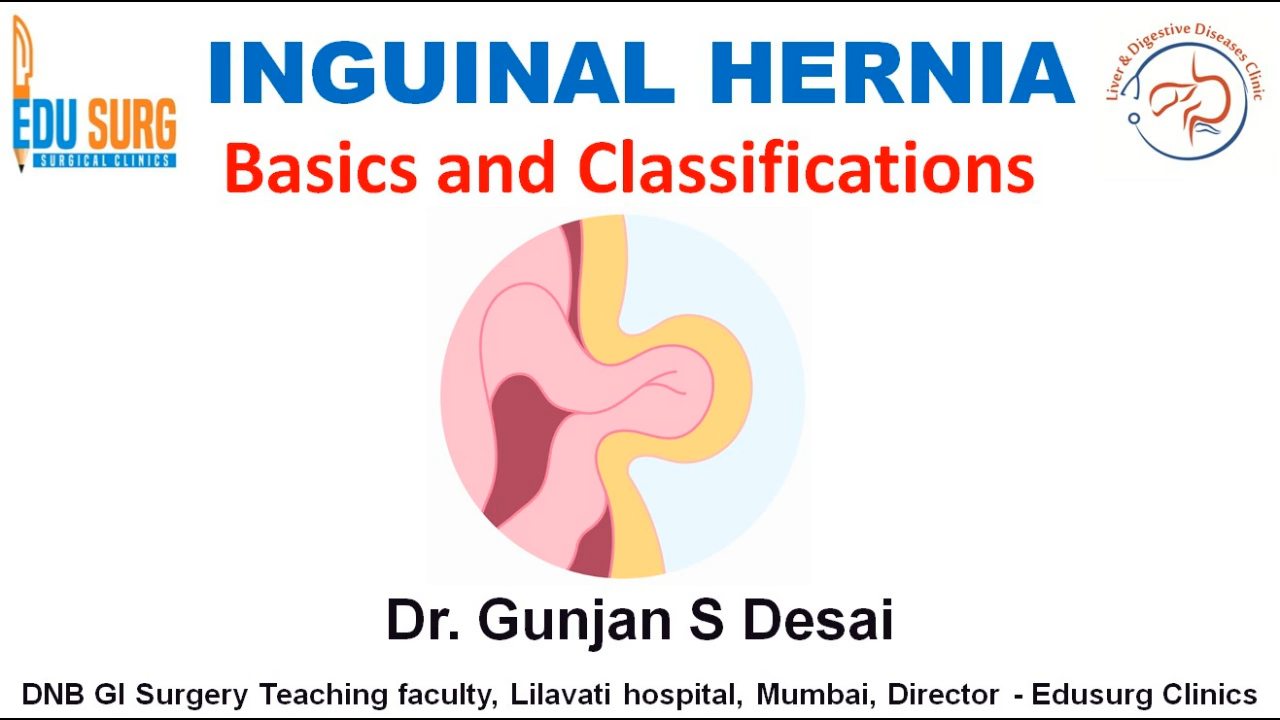 INGUINAL HERNIA
Basics and Classifications
EDU SURG
SURGICAL CLINICS
Liver & Digestive Diseases Clinic
Dr. Gunjan S Desai
DNB GI Surgery Teaching faculty, Lilavati hospital, Mumbai, Director - Edusurg Clinics